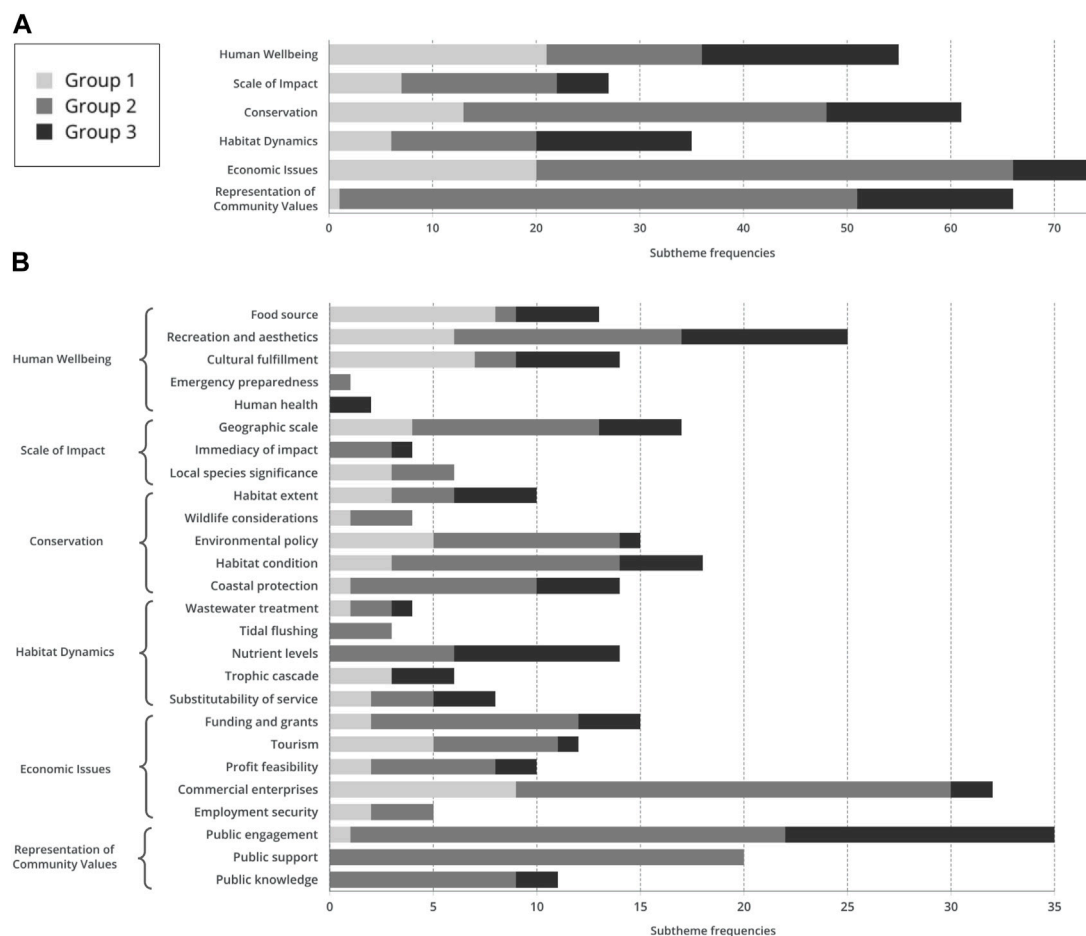 A
Group 1
Group 2
Group 3
Human Wellbeing
Scale of Impact
Conservation
Habitat Dynamics
Economic Issues
Representation of
Community Values
0 10 20 30 40 50 60 70
Subtheme frequencies
B
Human Wellbeing
Food source
Recreation and aesthetics
Cultural fulfillment
Emergency preparedness
Human health
Scale of Impact
Geographic scale
Immediacy of impact
Local species significance
Conservation
Habitat extent
Wildlife considerations
Environmental policy
Habitat condition
Coastal protection
Habitat Dynamics
Wastewater treatment
Tidal flushing
Nutrient levels
Trophic cascade
Substitutability of service
Economic Issues
Funding and grants
Tourism
Profit feasibility
Commercial enterprises
Employment security
Representation of
Community Values
Public engagement
Public support
Public knowledge
0 5 10 15 20 25 30 35
Subtheme frequencies